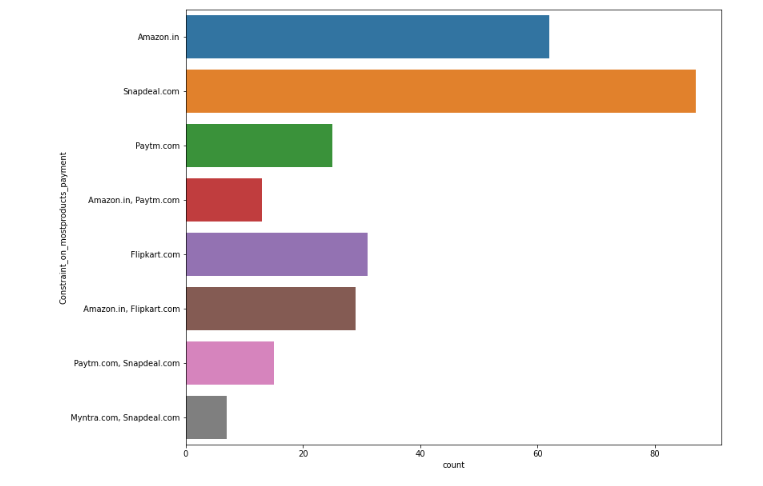 Amazon.in
Snapdeal.com
Paytm.com
Amazon.in, Paytm.com
Flipkart.com
Amazon.in, Flipkart.com
Paytm.com, Snapdeal.com
Myntra.com, Snapdeal.com
Constraint_on_mostproducts_payment
0 20 40 60 80
count